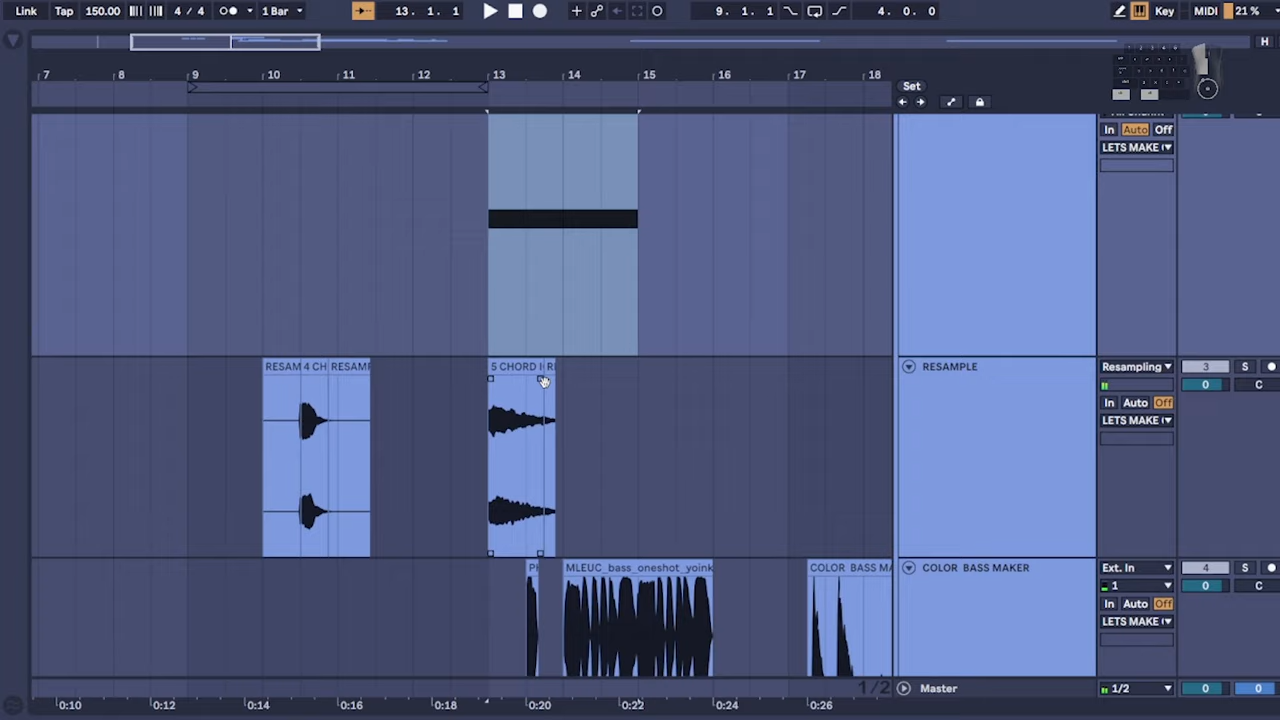 Link Tap 150.00 4 / 4 1 Bar 13. 1. 1 9. 1. 1 4. 0. 0 Key MIDI 21 %
H
7 8 9 10 11 12 13 14 15 16 17 18
Set
In Auto Off
LETS MAKE (
RESAM 4 CH RESAMP 5 CHORD I RESAMPLE Resampling 3 S
0 C
In Auto Off
LETS MAKE (
MLEUC_bass_oneshot_yoink COLOR BASS MA COLOR BASS MAKER Ext. In 4 S
1 0 C
In Auto Off
LETS MAKE (
1/2 Master 1/2 0 0
0:10 0:14 0:16 0:18 0:20 0:22 0:24 0:26